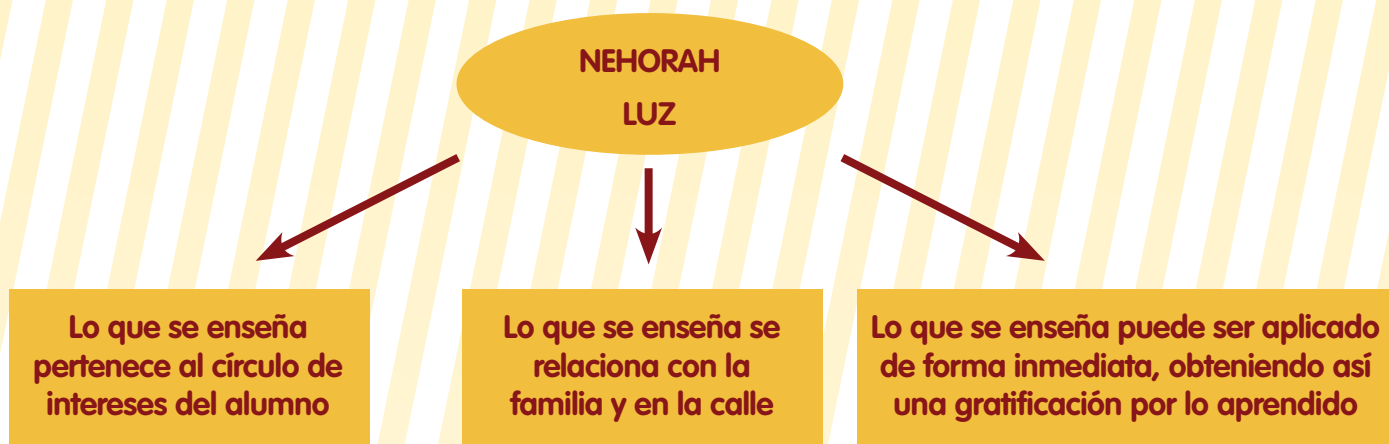 NEHORAH
LUZ
Lo que se enseña
pertenece al círculo de
intereses del alumno
Lo que se enseña se
relaciona con la
familia y en la calle
Lo que se enseña puede ser aplicado
de forma inmediata, obteniendo así
una gratificación por lo aprendido